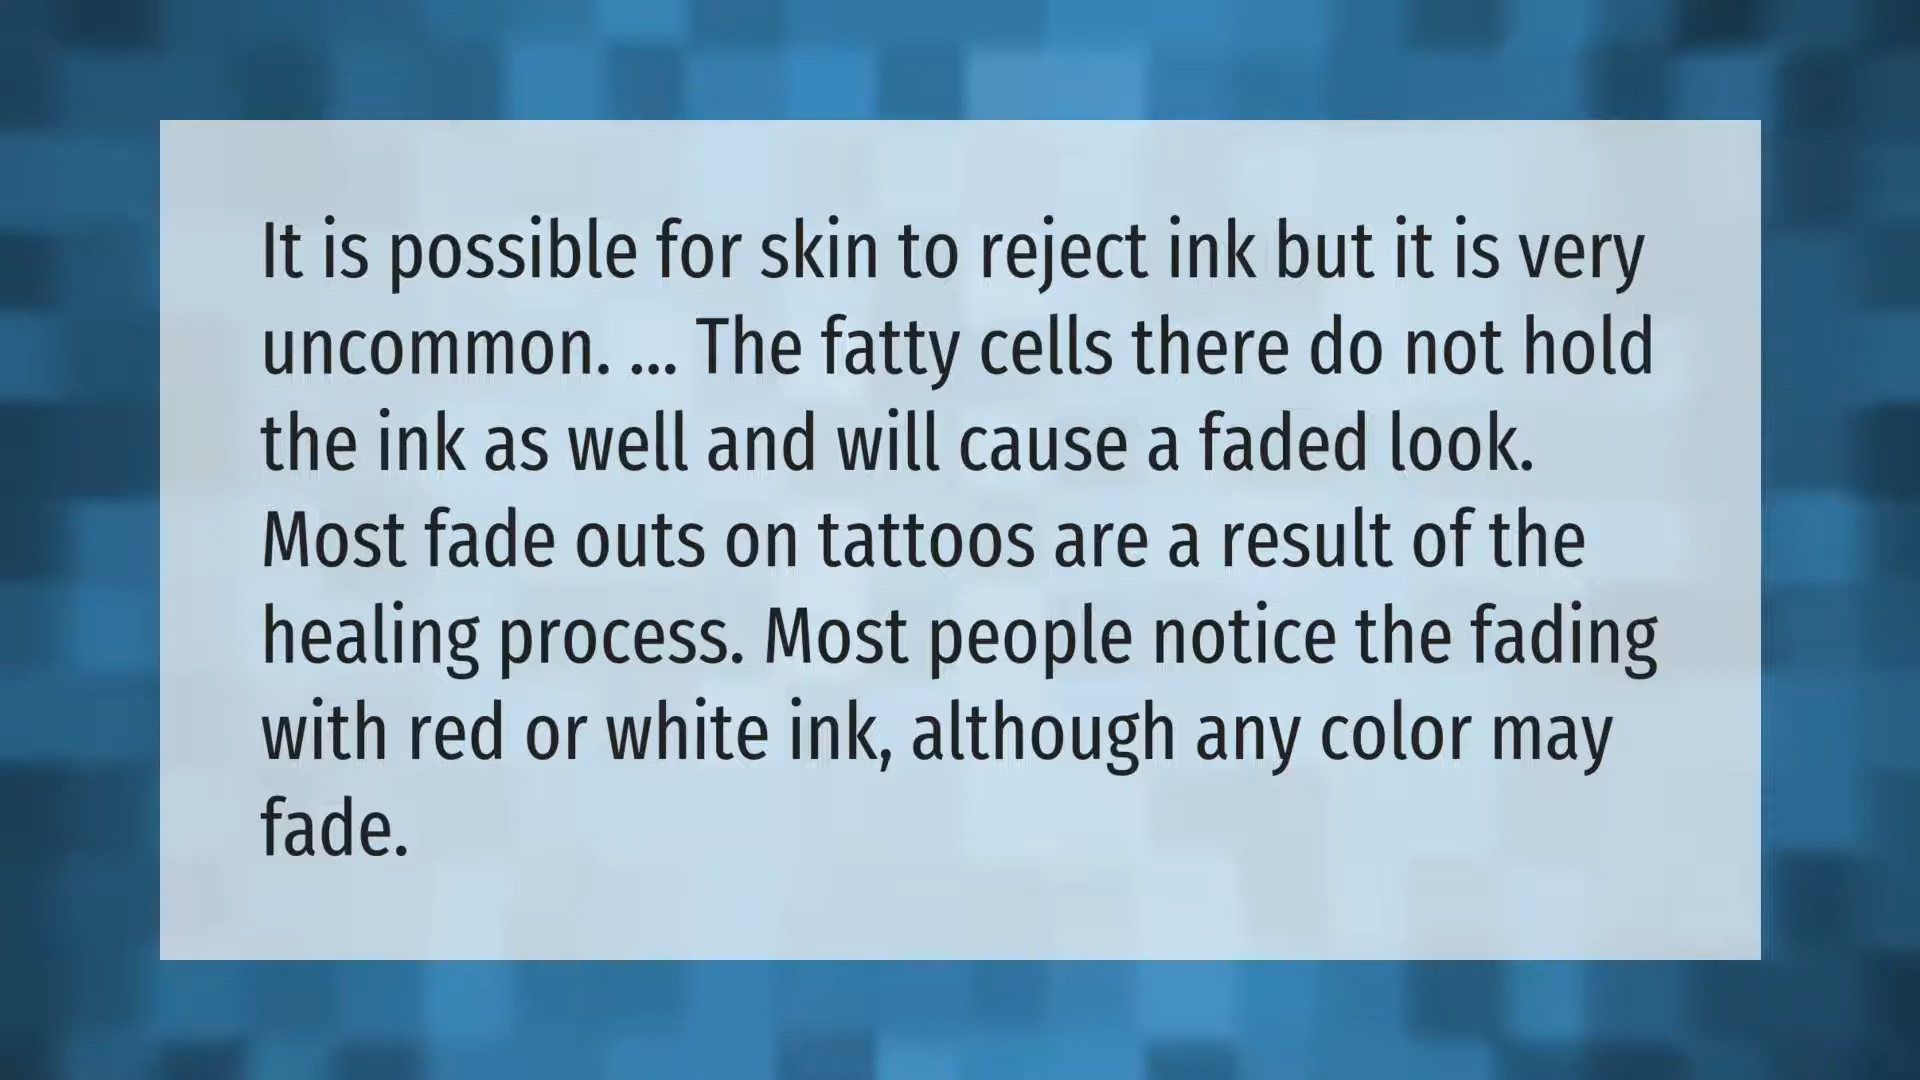 It is possible for skin to reject ink but it is very
uncommon. ... The fatty cells there do not hold
the ink as well and will cause a faded look.
Most fade outs on tattoos are a result of the
healing process. Most people notice the fading
with red or white ink, although any color may
fade.